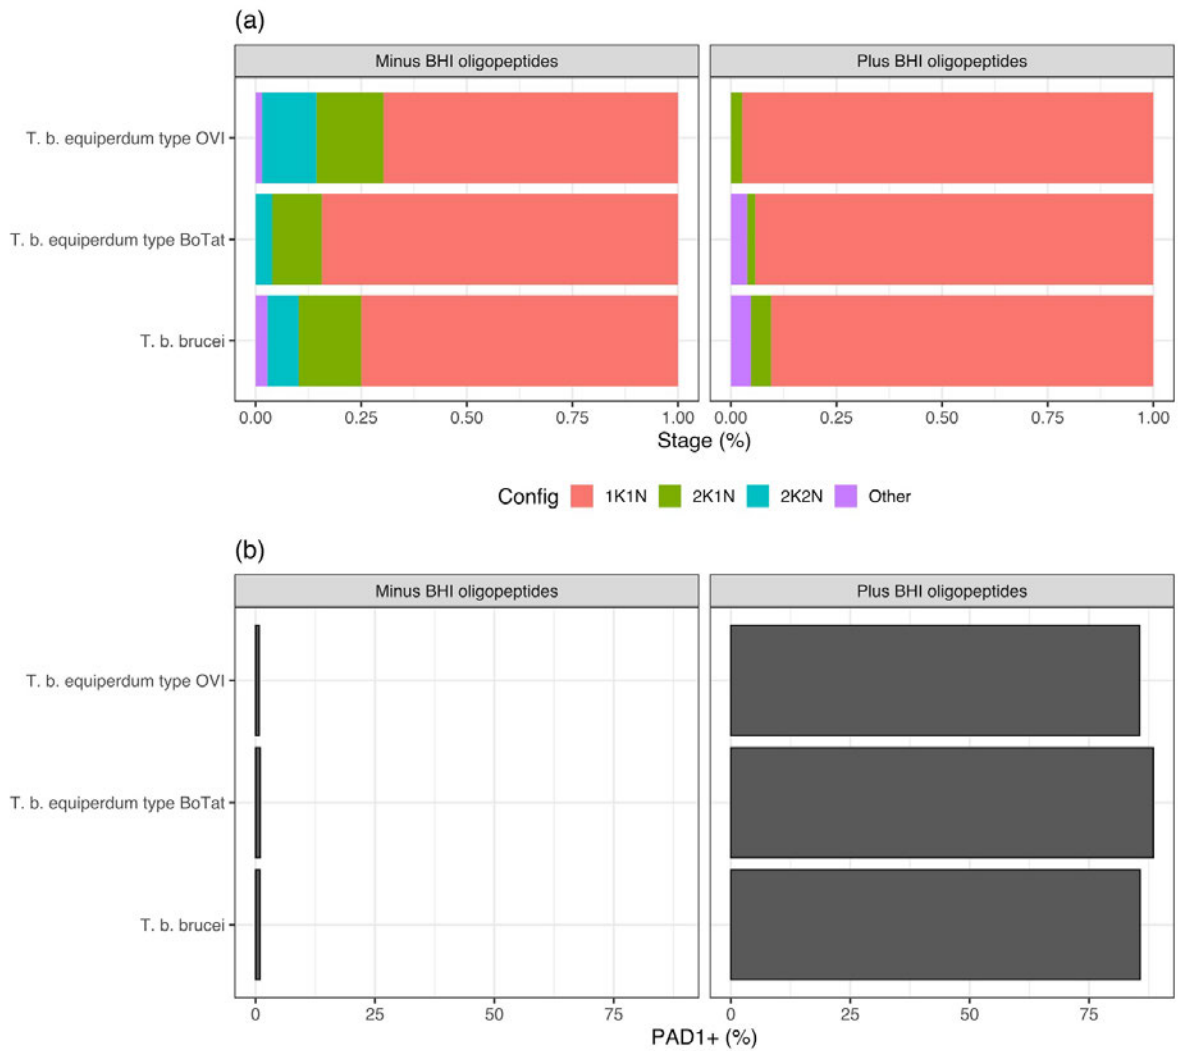 (a)
Minus BHI oligopeptides
Plus BHI oligopeptides
T. b. equiperdum type OVI
T. b. equiperdum type BoTat
T. b. brucei
0.00 0.25 0.50 0.75 1.00
0.00 0.25 0.50 0.75 1.00
Stage (%)
Config 1K1N 2K1N 2K2N Other
(b)
Minus BHI oligopeptides
Plus BHI oligopeptides
T. b. equiperdum type OVI
T. b. equiperdum type BoTat
T. b. brucei
0 25 50 75
0 25 50 75
PAD1+ (%)